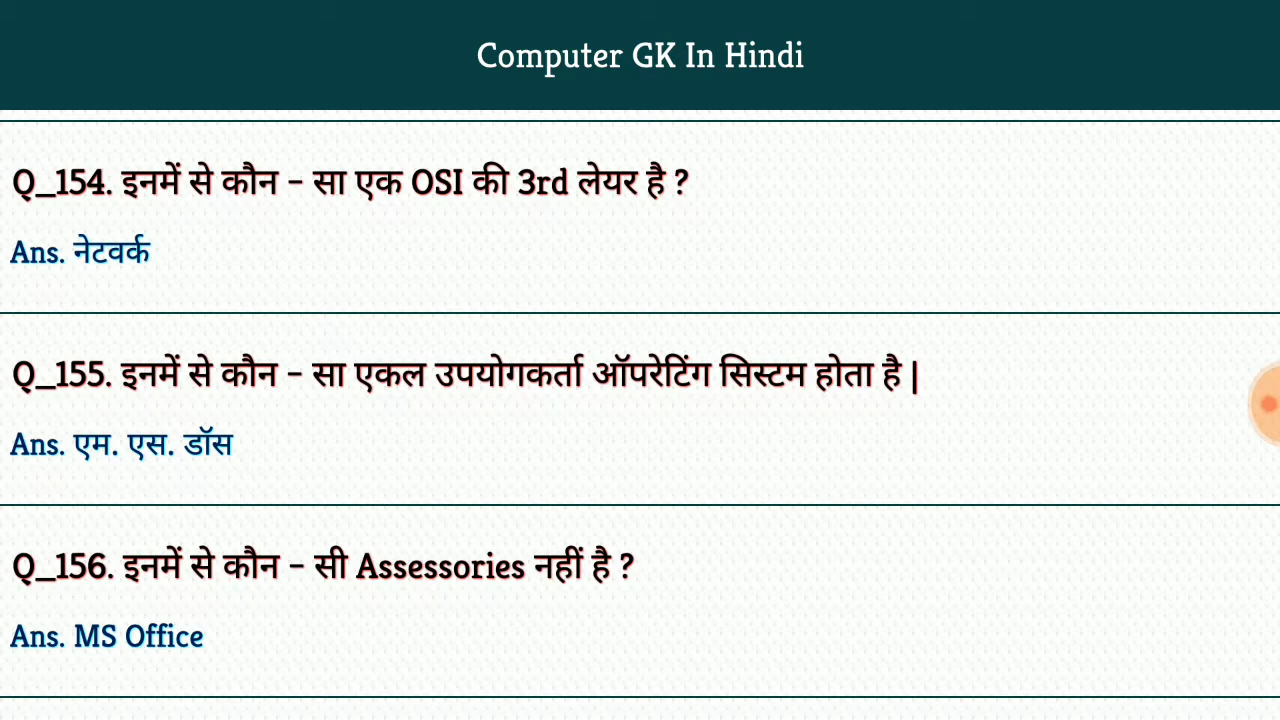 Computer GK In Hindi
Q_154. इनमें से कौन - सा एक OSI की 3rd लेयर है ?
Ans. नेटवर्क
Q_155. इनमें से कौन - सा एकल उपयोगकर्ता ऑपरेटिंग सिस्टम होता है |
Ans. एम. एस. डॉस
Q_156. इनमें से कौन - सी Assessories नहीं है ?
Ans. MS Office